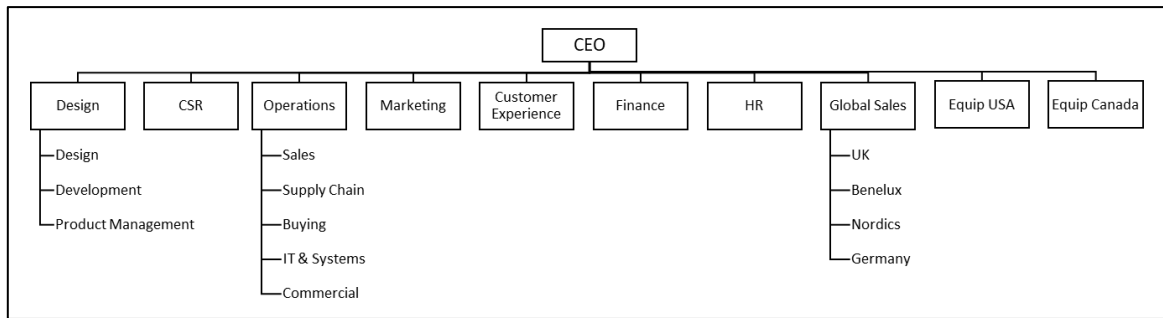 CEO
Design
CSR
Operations
Marketing
Customer
Experience
Finance
HR
Global Sales
Equip USA
Equip Canada
Design
Development
Product Management
Sales
Supply Chain
Buying
IT & Systems
Commercial
UK
Benelux
Nordics
Germany